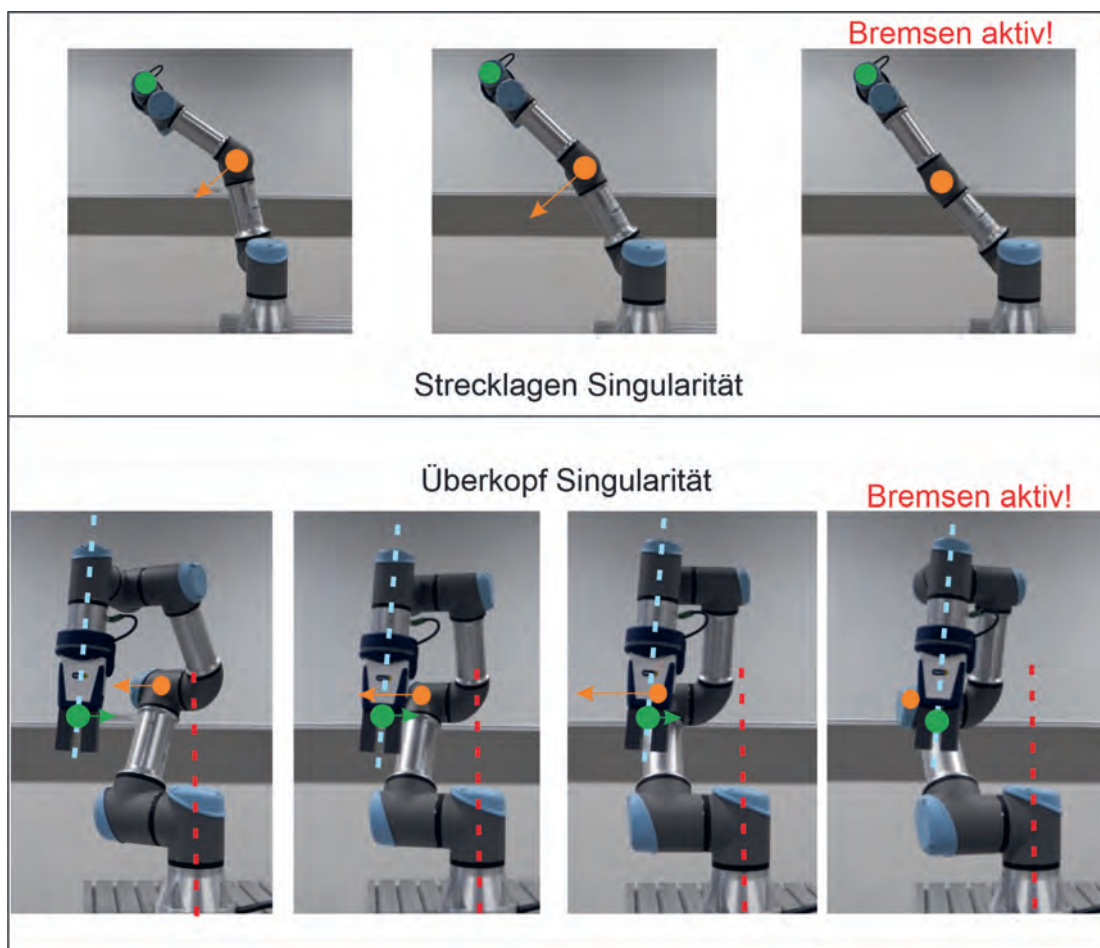 Bremsen aktiv!
Strecklagen Singularität
Überkopf Singularität
Bremsen aktiv!